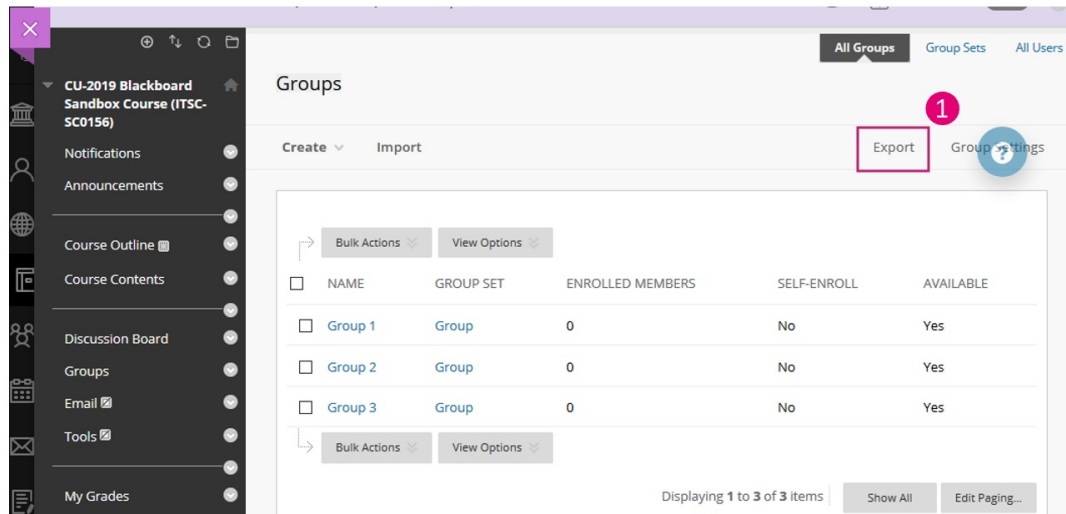 All Groups Group Sets All Users
CU-2019 Blackboard
Sandbox Course (ITSC-
SC0156)
Groups
1
Notifications
Create Import Export Group Settings
?
Announcements
Course Outline
Bulk Actions View Options
Course Contents
NAME GROUP SET ENROLLED MEMBERS SELF-ENROLL AVAILABLE
Group 1 Group 0 No Yes
Discussion Board
Group 2 Group 0 No Yes
Groups
Email
Group 3 Group 0 No Yes
Tools
Bulk Actions View Options
My Grades
Displaying 1 to 3 of 3 items Show All Edit Paging...